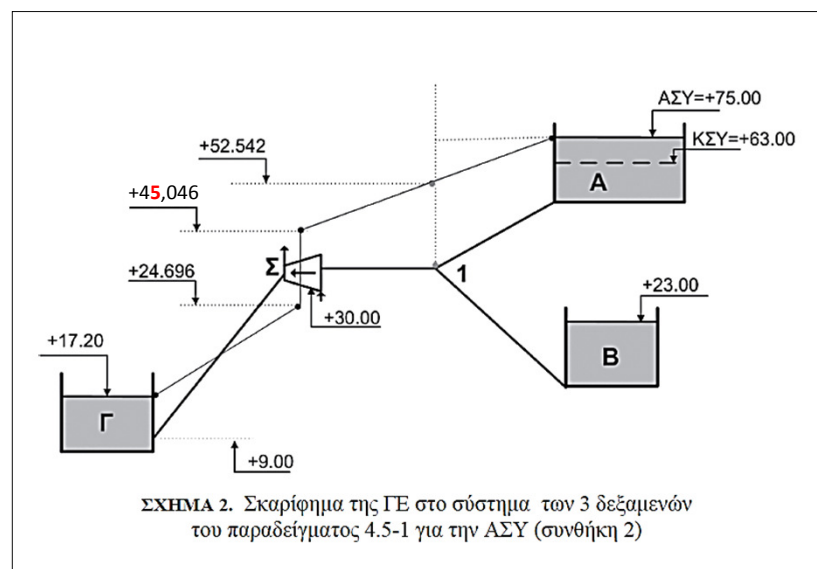 ΑΣΥ=+75.00
+52.542
ΚΣΥ=+63.00
Α
+45,046
Σ
1
+24.696
+23.00
+30.00
+17.20
Β
Γ
+9.00
ΣΧΗΜΑ 2. Σκαρίφημα της ΓΕ στο σύστημα των 3 δεξαμενών
του παραδείγματος 4.5-1 για την ΑΣΥ (συνθήκη 2)